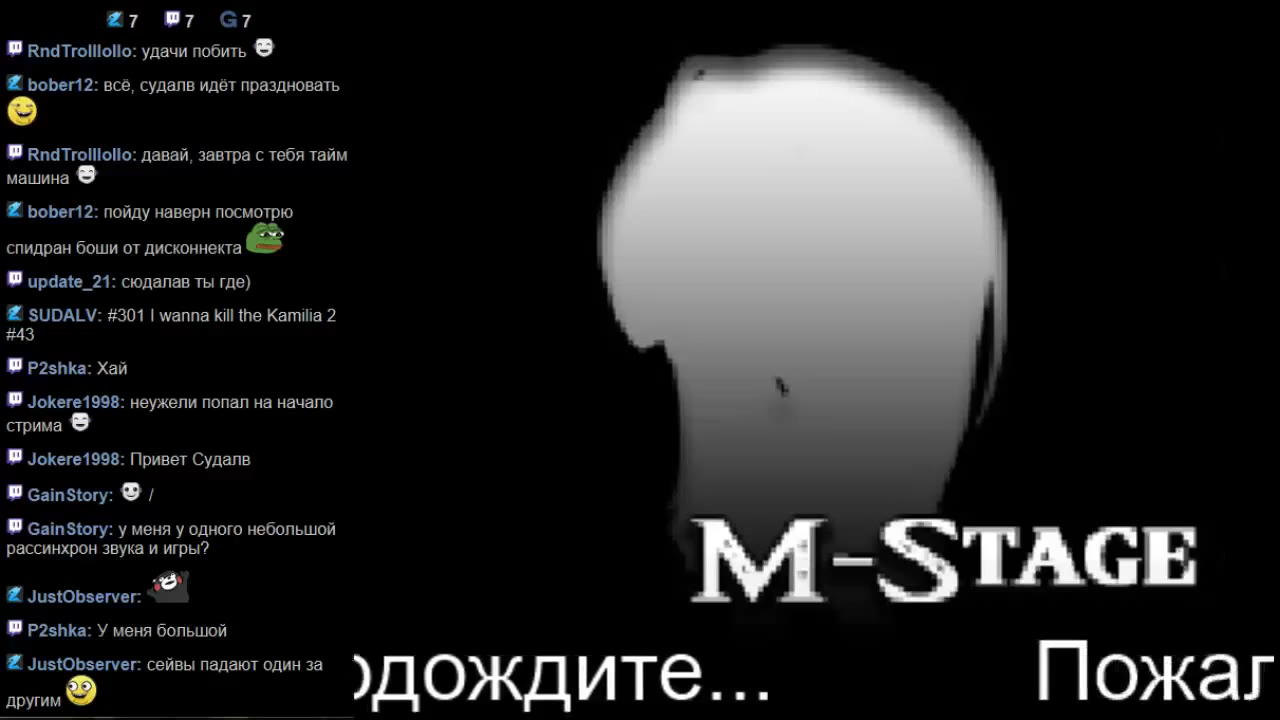 7 7 G 7
RndTrolllollo: удачи побить
bober12: всё, судалв идёт праздновать
RndTrolllollo: давай, завтра с тебя тайм
машина
bober12: пойду наверн посмотрю
спидран боши от дисконнекта
update_21: сюдалав ты где)
SUDALV: #301 I wanna kill the Kamilia 2
#43
P2shka: Хай
Jokere1998: неужели попал на начало
стрима
Jokere1998: Привет Судалв
GainStory: /
GainStory: у меня у одного небольшой
рассинхрон звука и игры?
JustObserver:
P2shka: У меня большой
JustObserver: сейвы падают один за
другим
M-Stage
одождите... Пожал